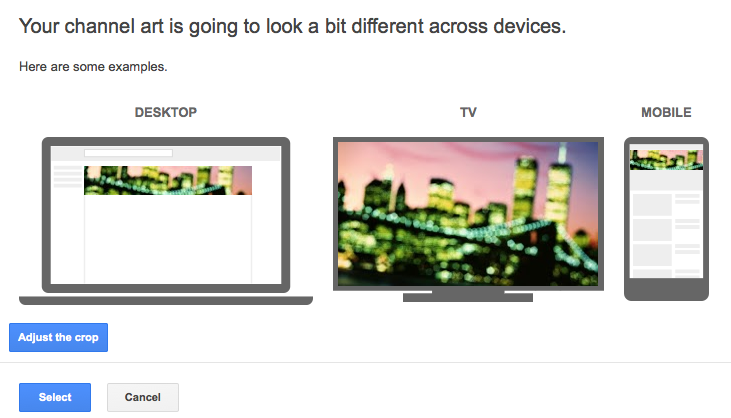 Your channel art is going to look a bit different across devices.
Here are some examples.
DESKTOP
TV
MOBILE
Adjust the crop
Select
Cancel